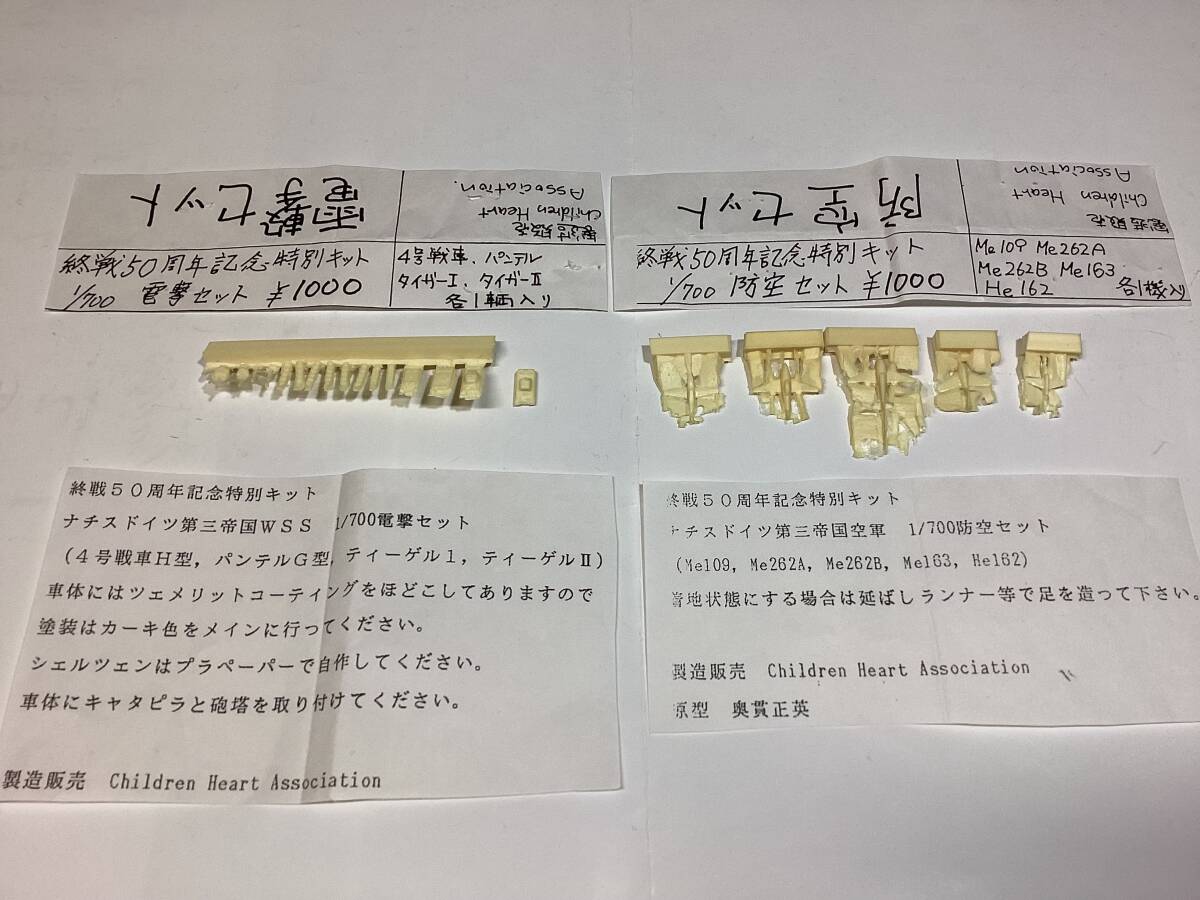 電撃セット
製造販売
Children Heart
Association.
終戦50周年記念特別キット
1/700 電撃セット ¥1000
4号戦車、パンテル
タイガーI、タイガーII
各1輌入り
防空セット
製造販売
Children Heart
Association
終戦50周年記念特別キット
1/700 防空セット ¥1000
Me109 Me262A
Me262B Me163
He162 各1機入り
終戦50周年記念特別キット
ナチスドイツ第三帝国WSS 1/700電撃セット
(4号戦車H型, パンテルG型, ティーゲル1, ティーゲルⅡ)
車体にはツェメリットコーティングをほどこしてありますので
塗装はカーキ色をメインに行ってください。
シェルツェンはプラペーパーで自作してください。
車体にキャタピラと砲塔を取り付けてください。
製造販売 Children Heart Association
終戦50周年記念特別キット
ナチスドイツ第三帝国空軍 1/700防空セット
(Me109, Me262A, Me262B, Me163, He162)
着地状態にする場合は延ばしランナー等で足を造って下さい。
製造販売 Children Heart Association
原型 奥貫正英